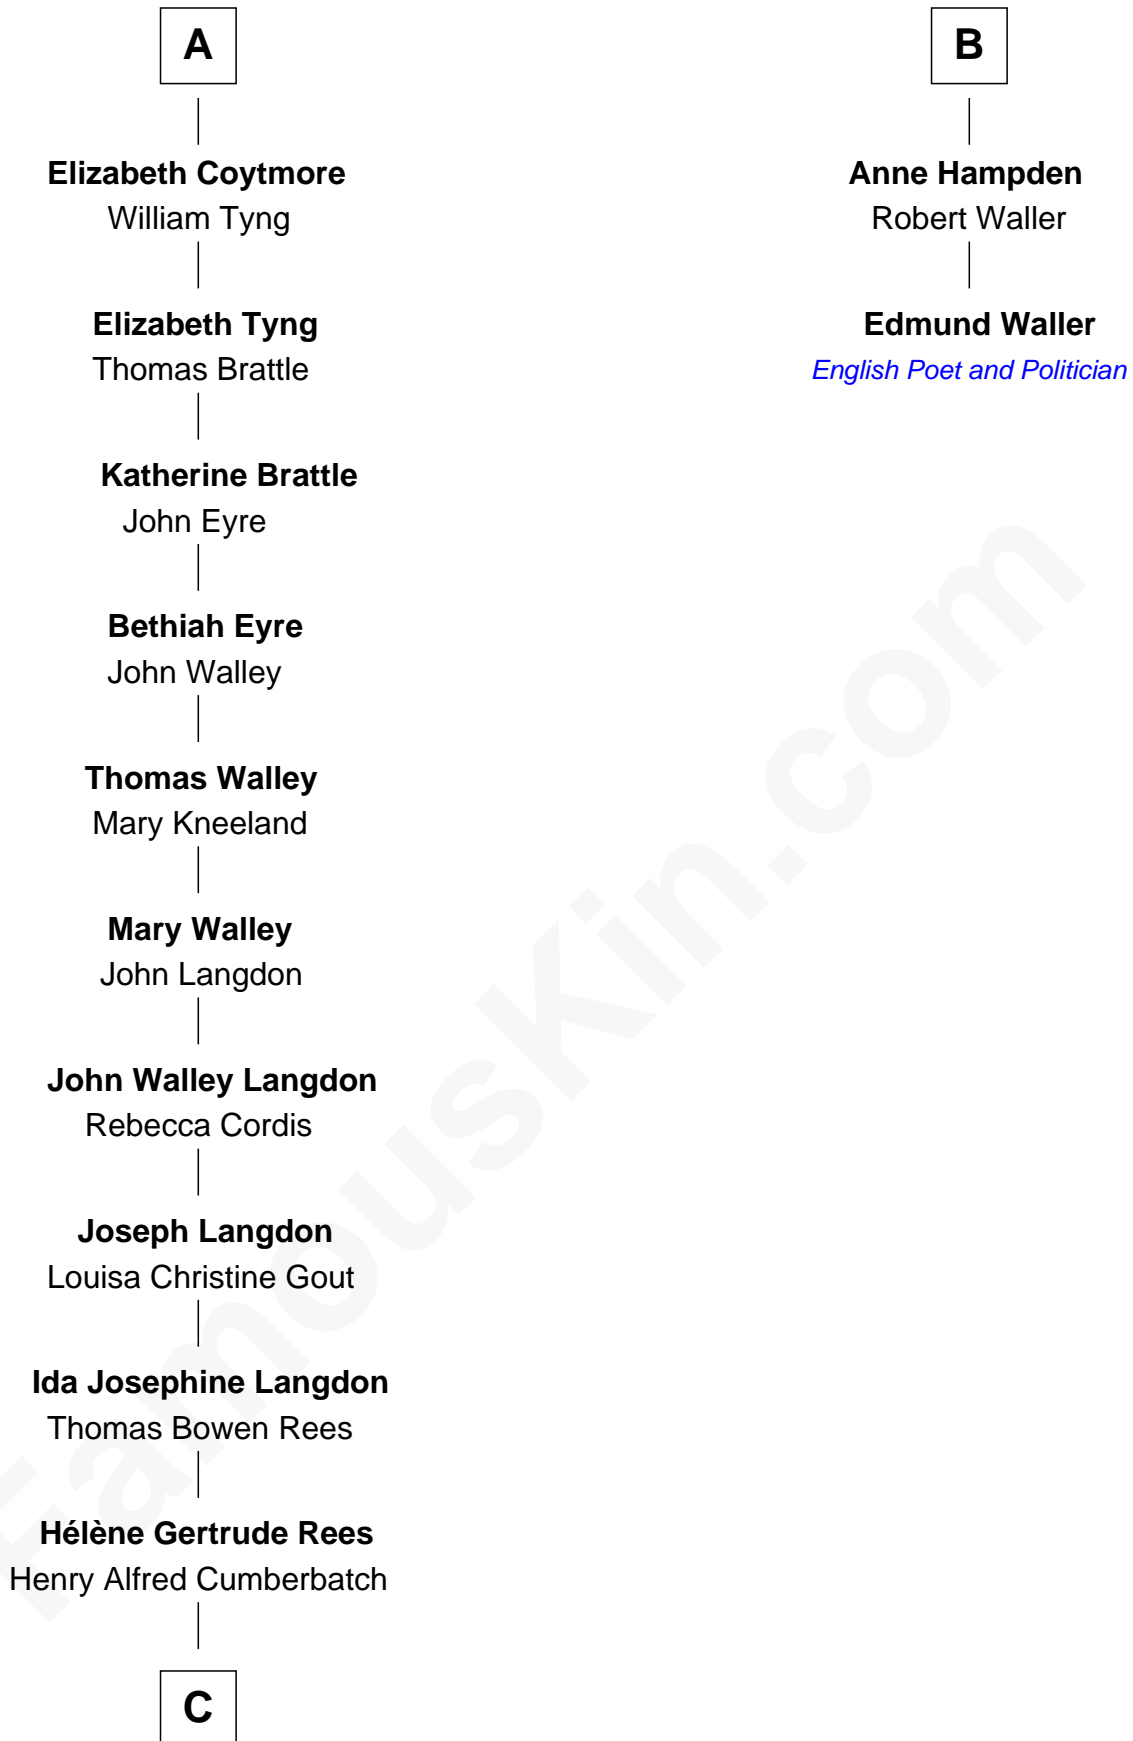 A
Elizabeth Coytmore
William Tyng
Elizabeth Tyng
Thomas Brattle
Katherine Brattle
John Eyre
Bethiah Eyre
John Walley
Thomas Walley
Mary Kneeland
Mary Walley
John Langdon
John Walley Langdon
Rebecca Cordis
Joseph Langdon
Louisa Christine Gout
Ida Josephine Langdon
Thomas Bowen Rees
Hélène Gertrude Rees
Henry Alfred Cumberbatch
C
B
Anne Hampden
Robert Waller
Edmund Waller
English Poet and Politician
FamousKin.com